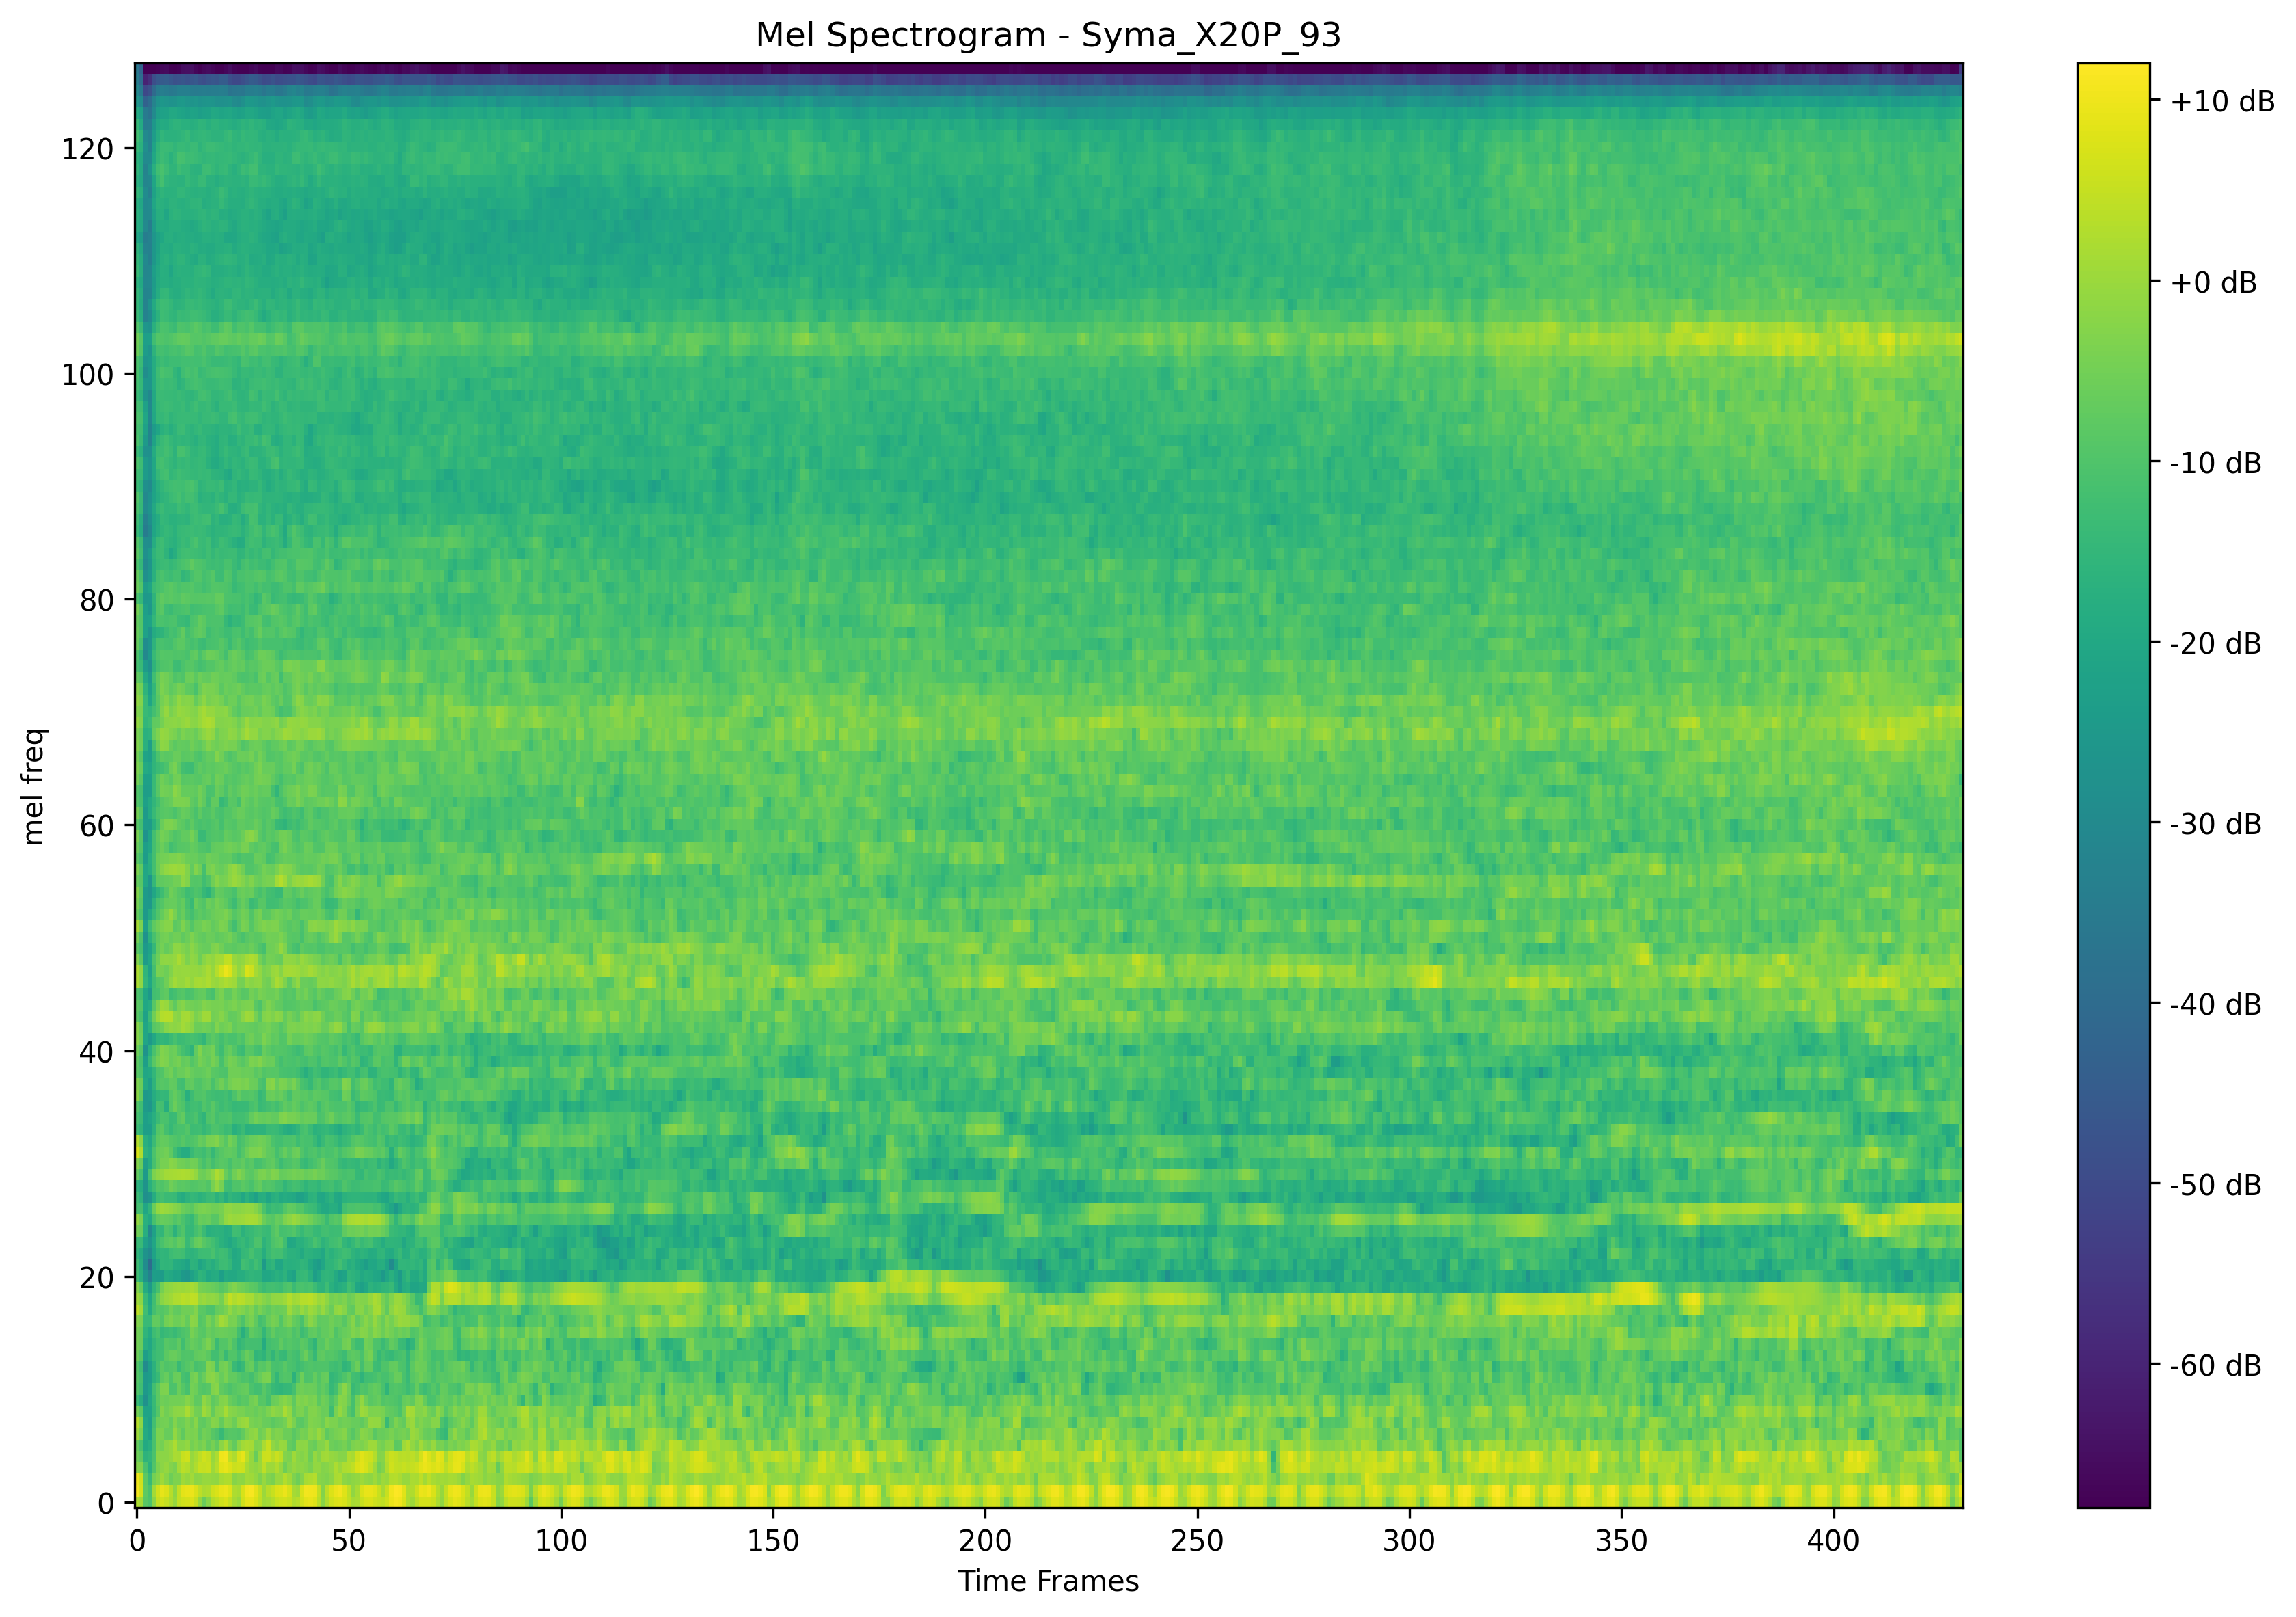 Mel Spectrogram - Syma_X20P_93
mel freq
120
100
80
60
40
20
0
0 50 100 150 200 250 300 350 400
Time Frames
+10 dB
+0 dB
-10 dB
-20 dB
-30 dB
-40 dB
-50 dB
-60 dB